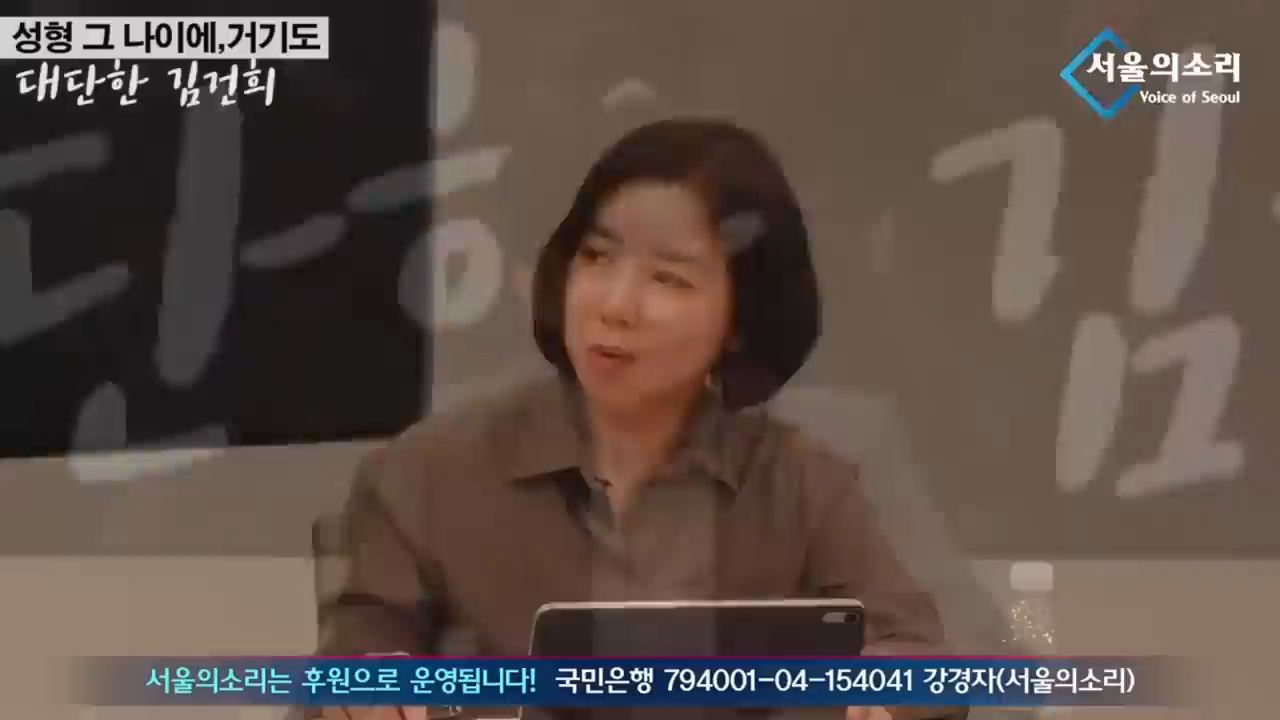 성형 그 나이에,거기도
대단한 김건희
서울의소리
Voice of Seoul
서울의소리는 후원으로 운영됩니다! 국민은행 794001-04-154041 강경자(서울의소리)